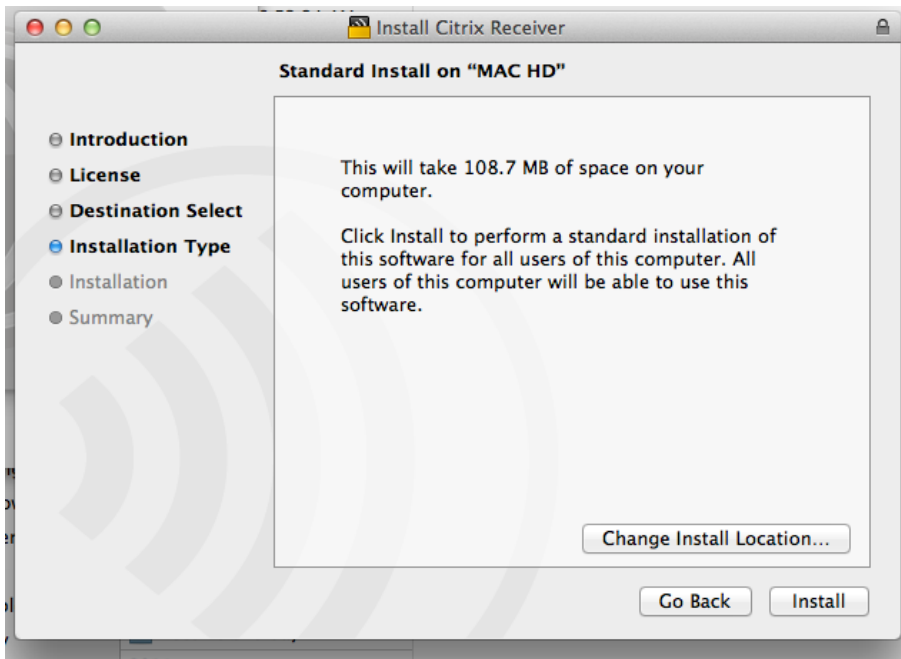 Install Citrix Receiver
Standard Install on “MAC HD”
Introduction
License
Destination Select
Installation Type
Installation
Summary
This will take 108.7 MB of space on your
computer.
Click Install to perform a standard installation of
this software for all users of this computer. All
users of this computer will be able to use this
software.
Change Install Location...
Go Back
Install